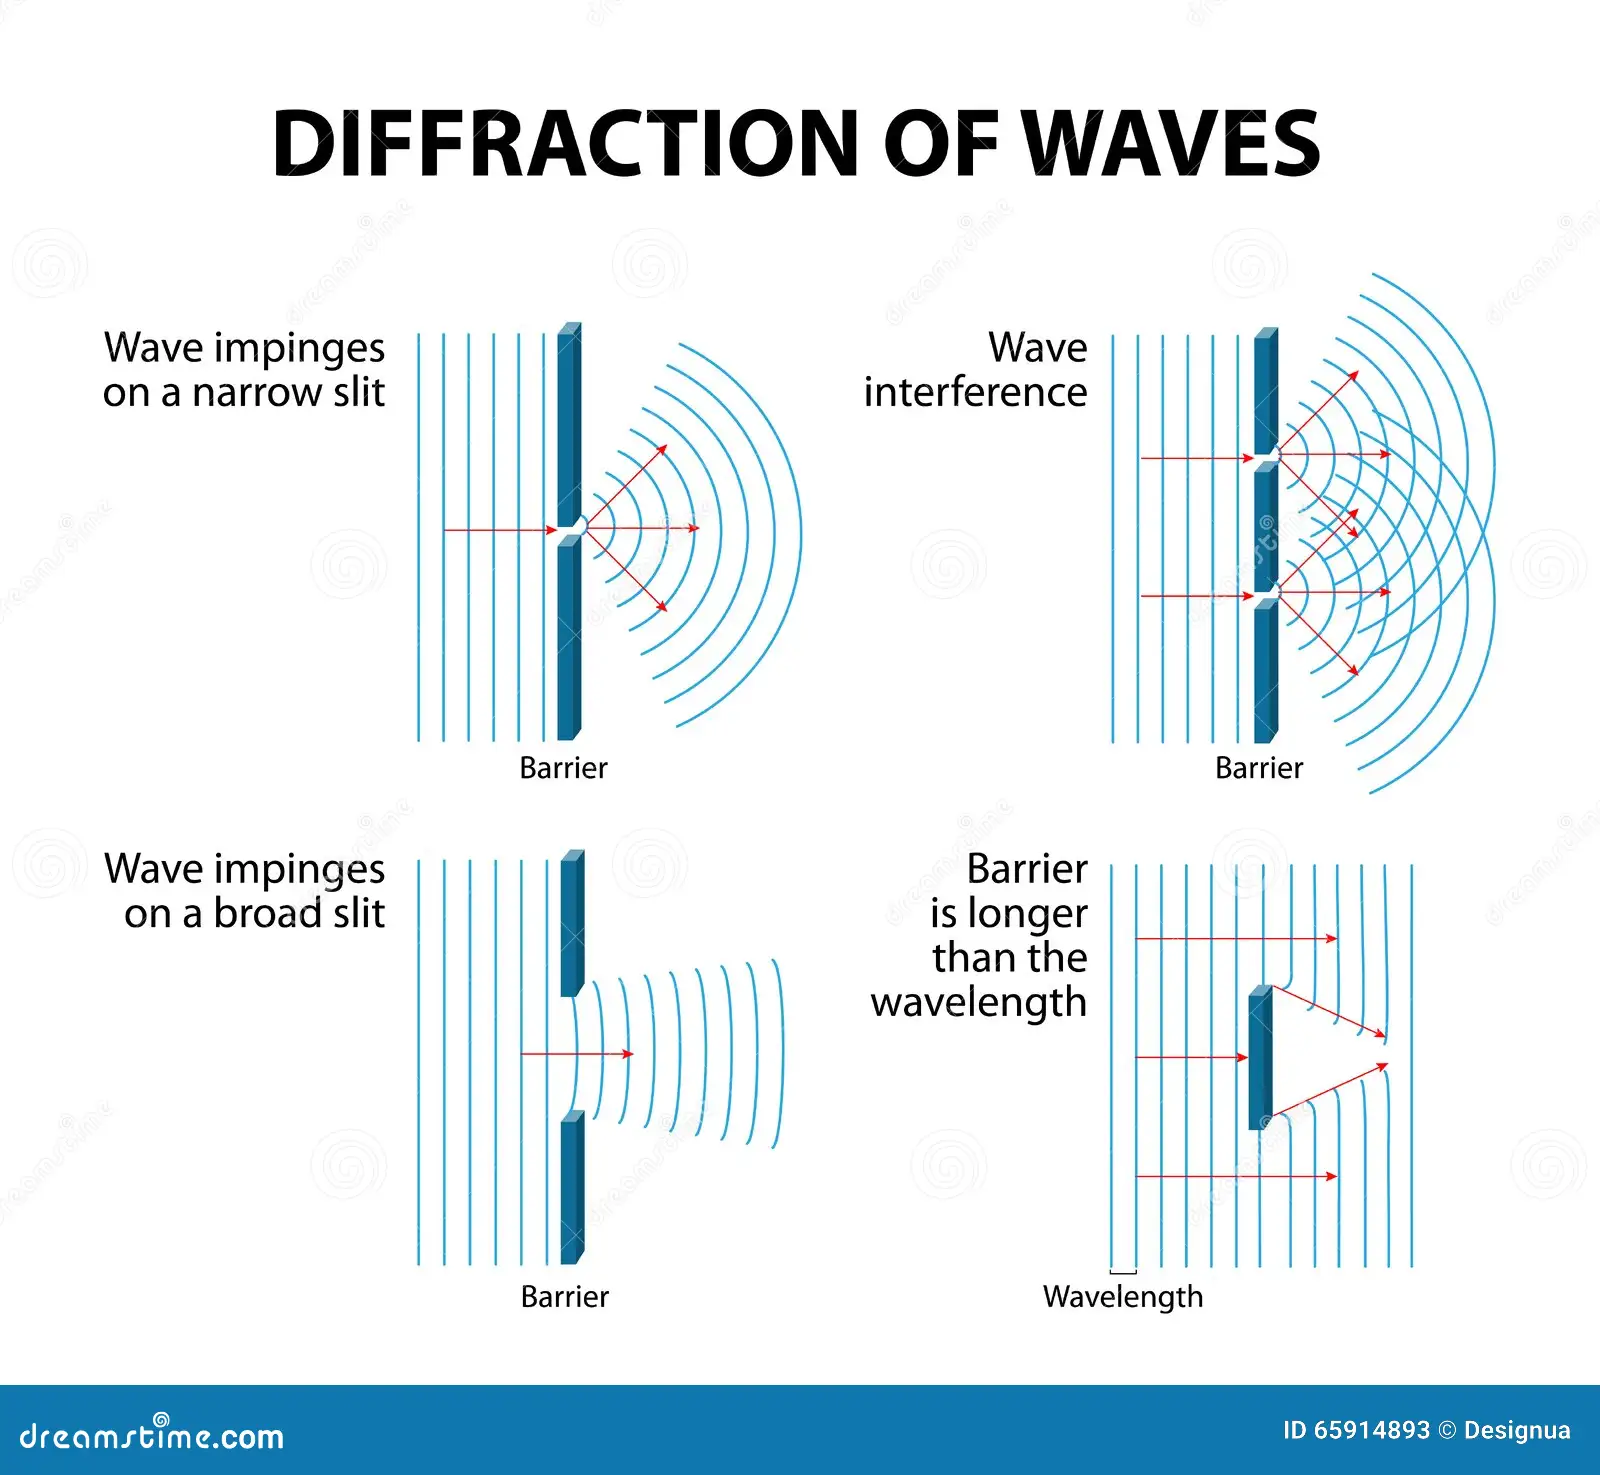 DIFFRACTION OF WAVES
Wave impinges
on a narrow slit
Barrier
Wave
interference
Barrier
Wave impinges
on a broad slit
Barrier
Barrier
is longer
than the
wavelength
Wavelength
dreamstime.com
ID 65914893 © Designua